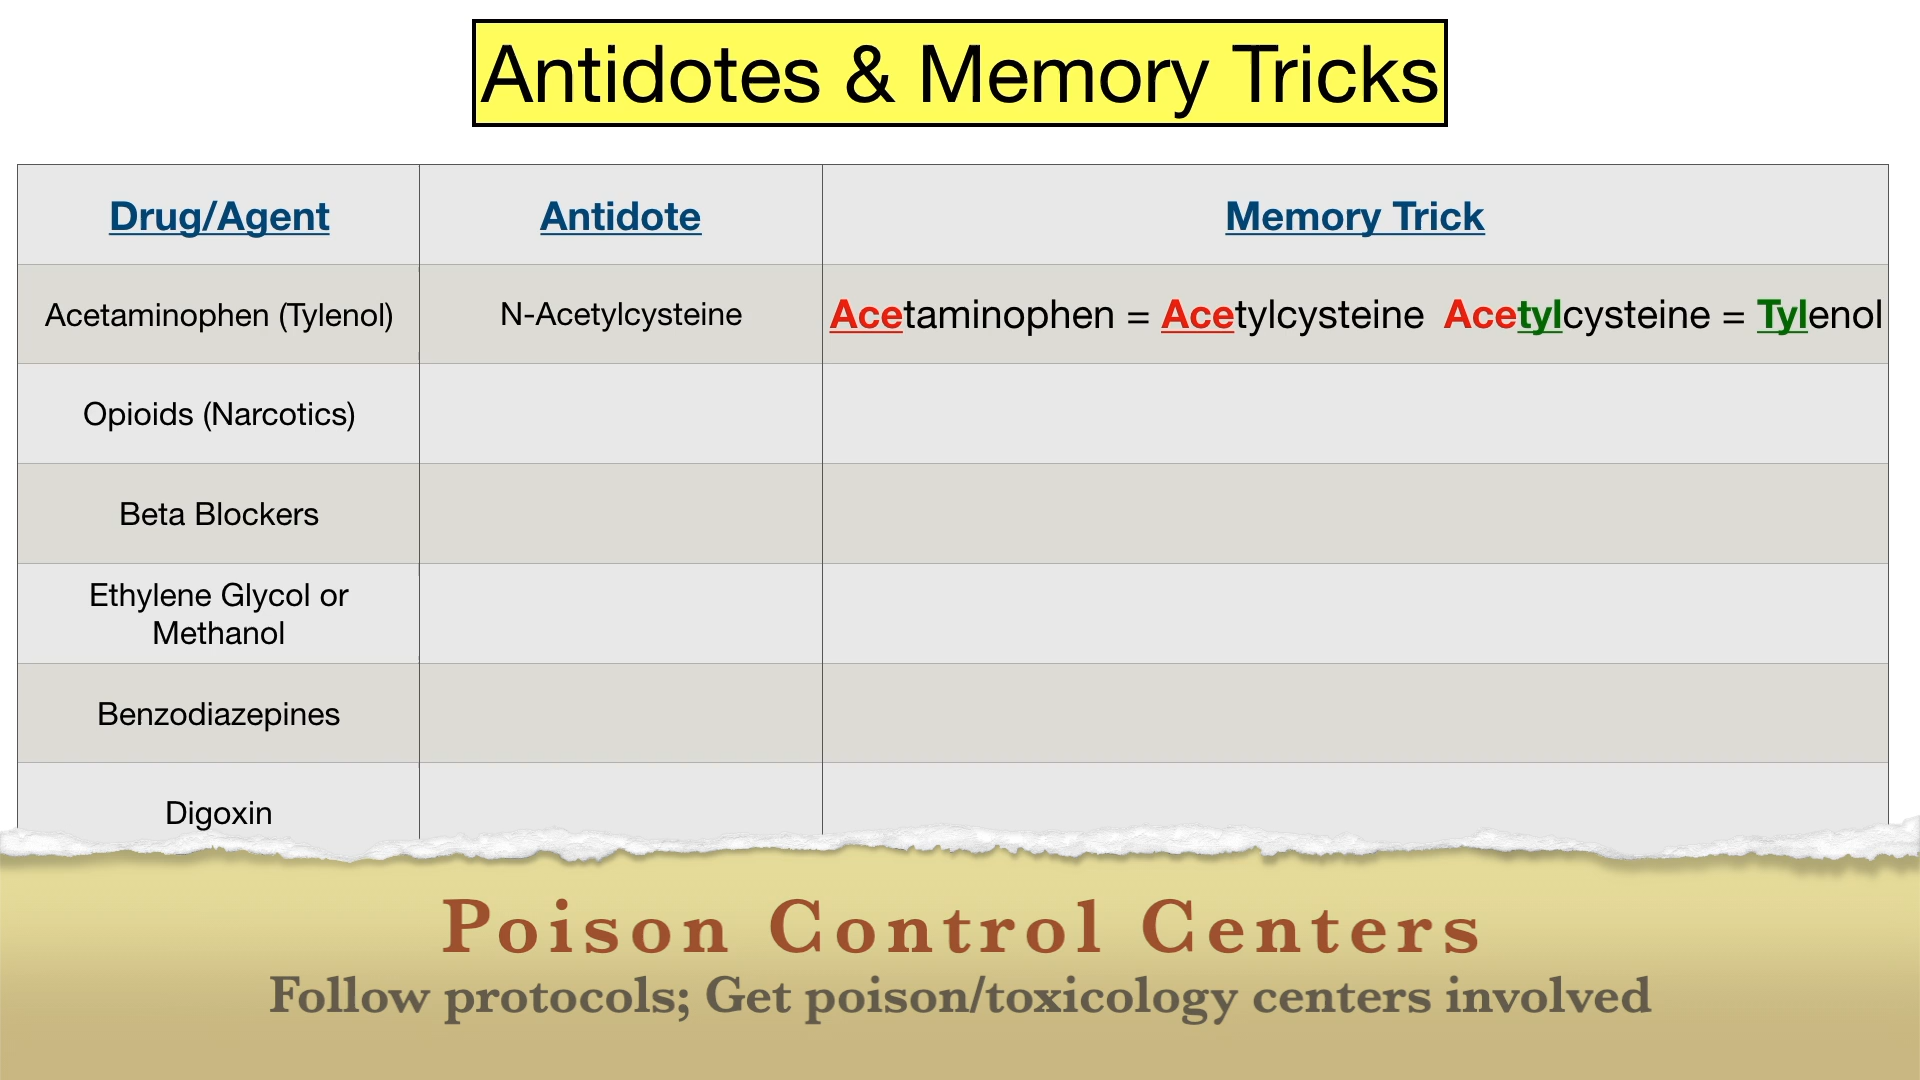 Antidotes & Memory Tricks
Drug/Agent
Antidote
Memory Trick
Acetaminophen (Tylenol)
N-Acetylcysteine
Acetaminophen = Acetylcysteine Acetylcysteine = Tylenol
Opioids (Narcotics)
Beta Blockers
Ethylene Glycol or
Methanol
Benzodiazepines
Digoxin
Poison Control Centers
Follow protocols; Get poison/toxicology centers involved